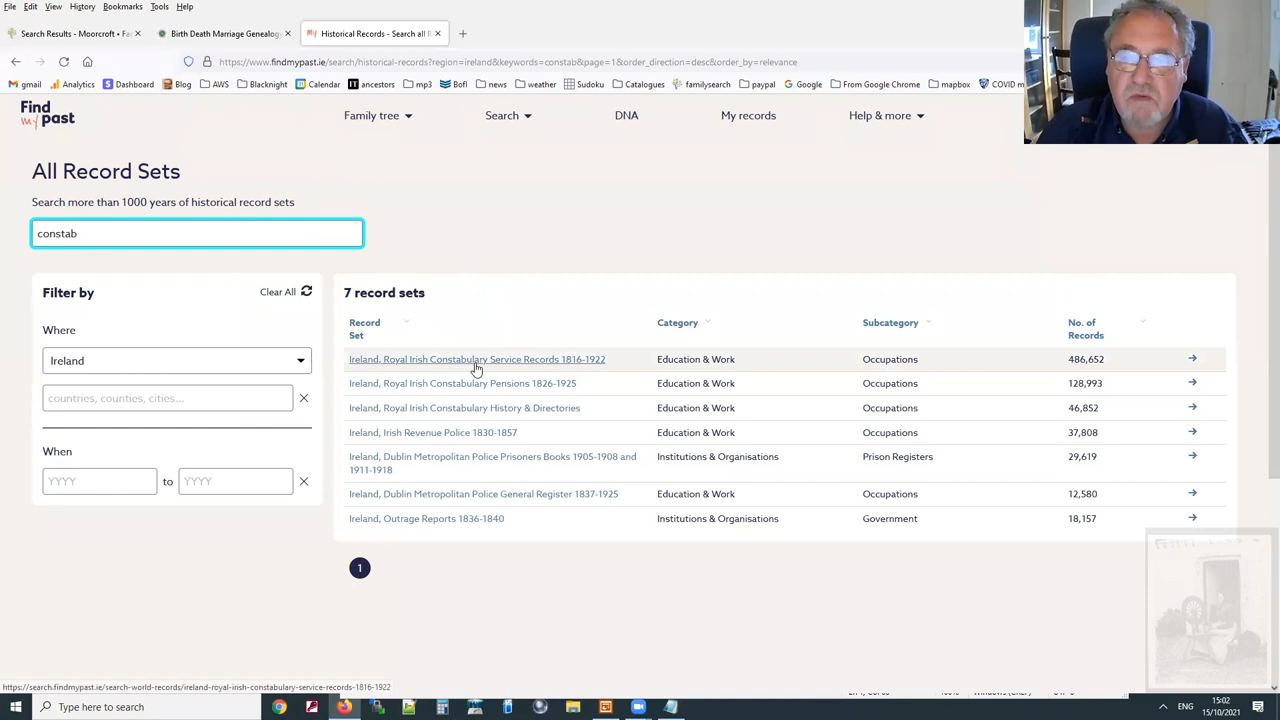 File Edit View History Bookmarks Tools Help
Search Results - Moorcroft • Fa
Birth Death Marriage Genealogy
Historical Records - Search all R
https://www.findmypast.ie/search/historical-records?region=ireland&keywords=constab&page=1&order_direction=desc&order_by=relevance
gmail Analytics Dashboard Blog AWS Blacknight Calendar ancestors mp3 Bofi news weather Sudoku Catalogues familysearch paypal Google From Google Chrome mapbox COVID m
Find
my past
Family tree Search DNA My records Help & more
All Record Sets
Search more than 1000 years of historical record sets
constab
Filter by Clear All
Where
Ireland
countries, counties, cities...
When
YYYY to YYYY
7 record sets
Record Set Category Subcategory No. of Records
Ireland, Royal Irish Constabulary Service Records 1816-1922 Education & Work Occupations 486,652
Ireland, Royal Irish Constabulary Pensions 1826-1925 Education & Work Occupations 128,993
Ireland, Royal Irish Constabulary History & Directories Education & Work Occupations 46,852
Ireland, Irish Revenue Police 1830-1857 Education & Work Occupations 37,808
Ireland, Dublin Metropolitan Police Prisoners Books 1905-1908 and 1911-1918 Institutions & Organisations Prison Registers 29,619
Ireland, Dublin Metropolitan Police General Register 1837-1925 Education & Work Occupations 12,580
Ireland, Outrage Reports 1836-1840 Institutions & Organisations Government 18,157
1
https://search.findmypast.ie/search-world-records/ireland-royal-irish-constabulary-service-records-1816-1922
Type here to search
ENG
15:02
15/10/2021